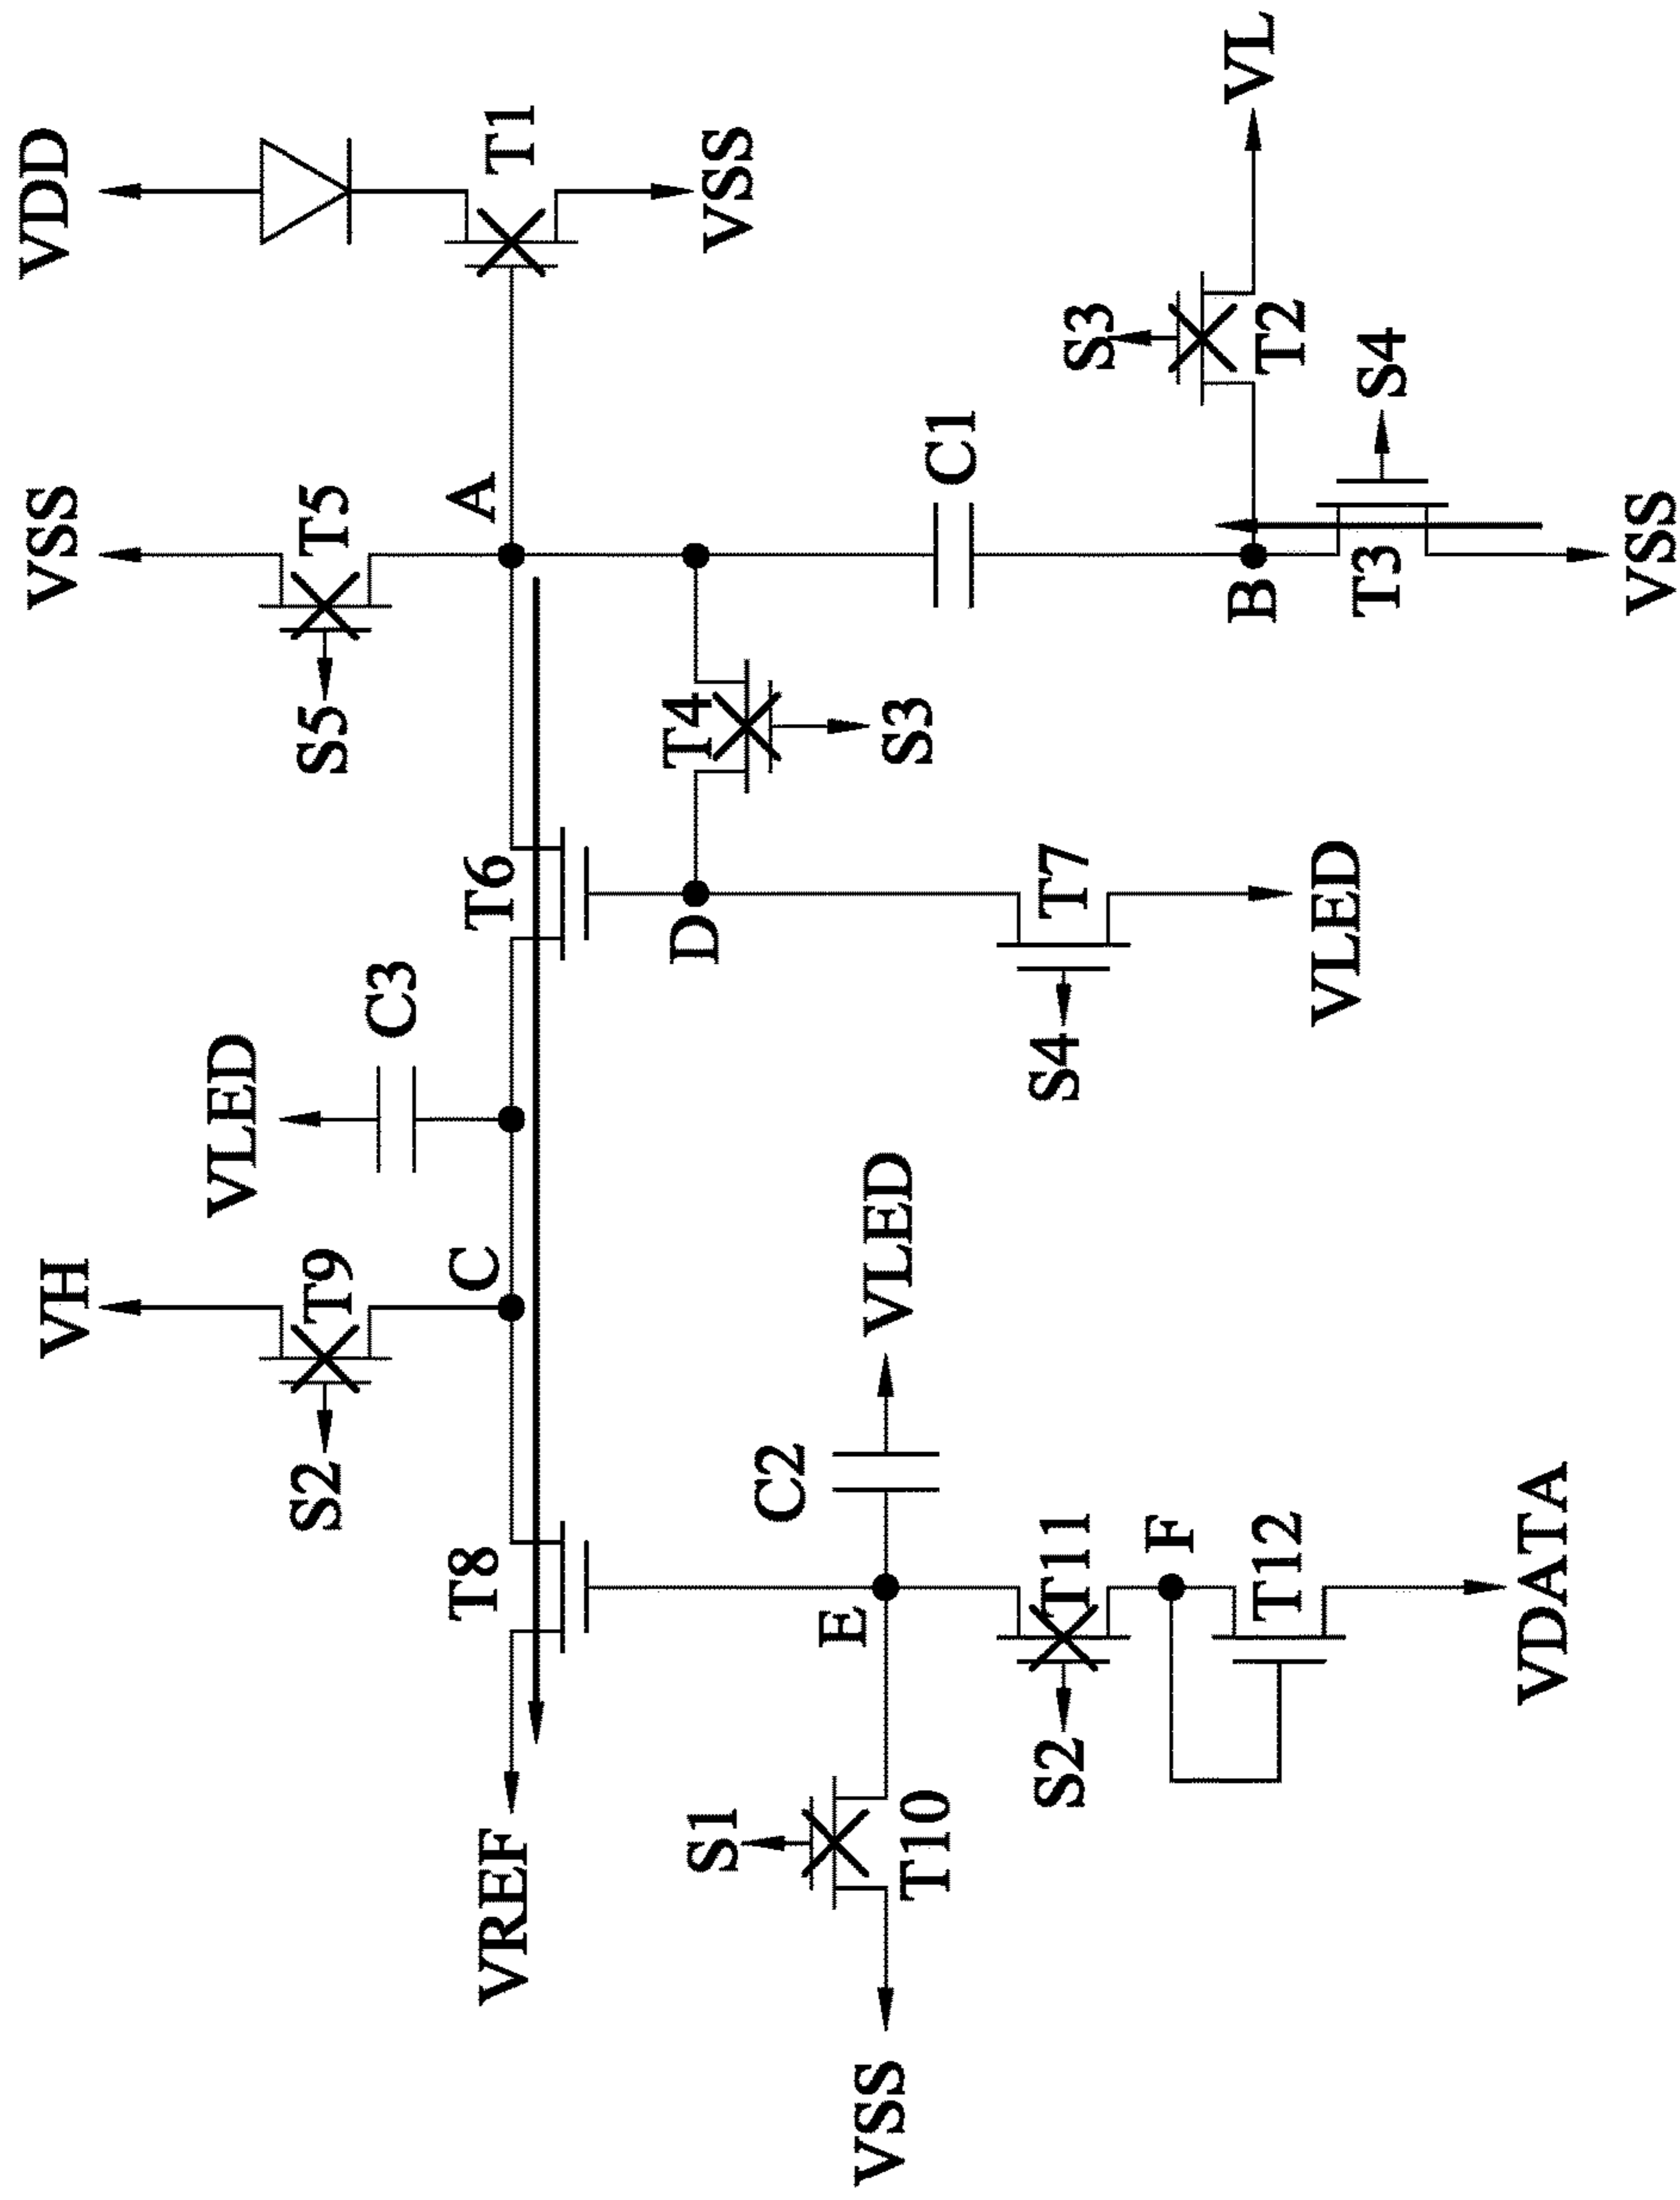 VH
VSS
VDD
VLED
S2
T9
S5
T5
C3
VREF
T8
C
T6
A
T1
S1
D
T4
VSS
C2
VSS
E
VLED
S3
C1
T10
S2
T11
S4
T7
S3
F
B
VL
T12
T2
VLED
T3
S4
VDATA
VSS